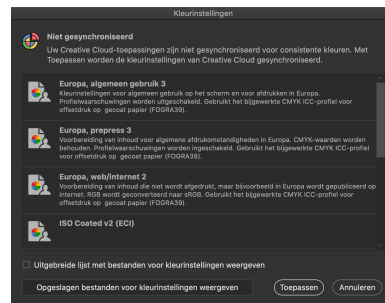 Kleurinstellingen
Niet gesynchroniseerd
Uw Creative Cloud-toepassingen zijn niet gesynchroniseerd voor consistente kleuren. Met
Toepassen worden de kleurinstellingen van Creative Cloud gesynchroniseerd.
Europa, algemeen gebruik 3
Kleurinstellingen voor algemeen gebruik op het scherm en voor afdrukken in Europa.
Profielwaarschuwingen worden uitgeschakeld. Gebruikt het bijgewerkte CMYK ICC-profiel voor
offsetdruk op gecoat papier (FOGRA39).
Europa, prepress 3
Voorbereiding van inhoud voor algemene afdrukomstandigheden in Europa. CMYK-waarden worden
behouden. Profielwaarschuwingen worden ingeschakeld. Gebruikt het bijgewerkte CMYK ICC-profiel
voor offsetdruk op gecoat papier (FOGRA39).
Europa, web/internet 2
Voorbereiding van inhoud die niet wordt afgedrukt, maar bijvoorbeeld in Europa wordt gepubliceerd op
internet. RGB wordt geconverteerd naar sRGB. Gebruikt het bijgewerkte CMYK ICC-profiel voor
offsetdruk op gecoat papier (FOGRA39).
ISO Coated v2 (ECI)
Uitgebreide lijst met bestanden voor kleurinstellingen weergeven
Opgeslagen bestanden voor kleurinstellingen weergeven
Toepassen
Annuleren